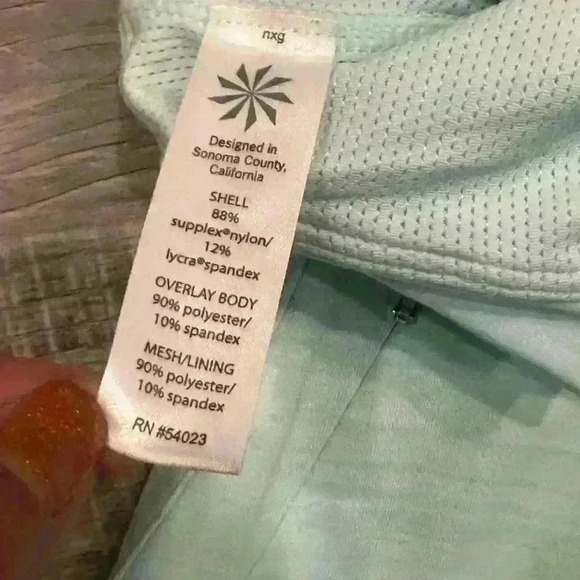 nxg
Designed in
Sonoma County,
California
SHELL
88%
supplex®nylon/
12%
lycra®spandex
OVERLAY BODY
90% polyester/
10% spandex
MESH/LINING
90% polyester/
10% spandex
RN #54023